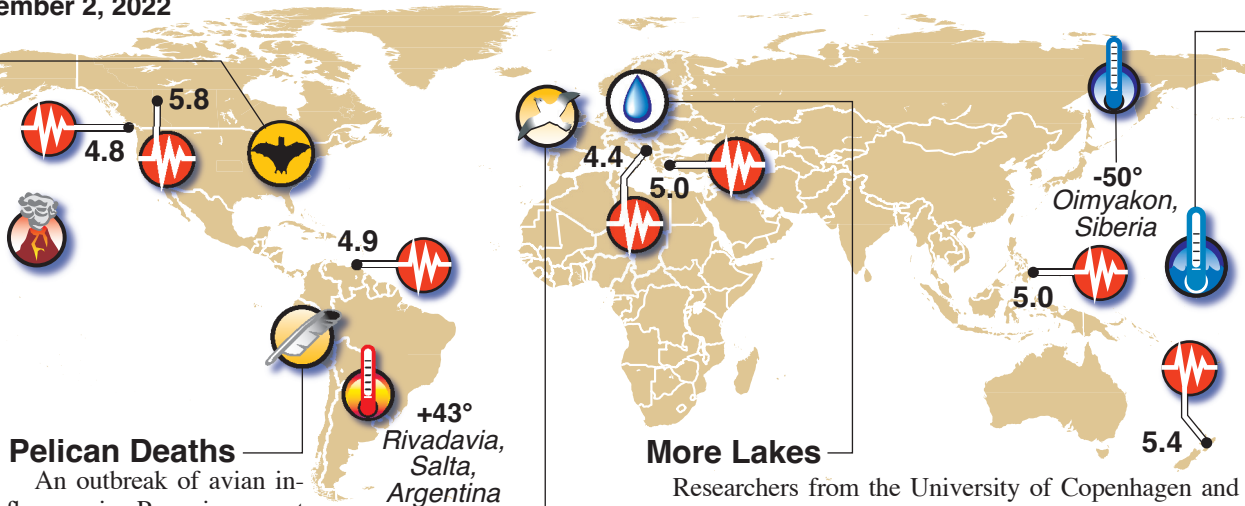 ember 2, 2022
5.8
4.8
4.4
5.0
-50°
Oimyakon,
Siberia
4.9
5.0
+43°
Rivadavia,
Salta,
Argentina
5.4
Pelican Deaths
An outbreak of avian in-
More Lakes
Researchers from the University of Copenhagen and